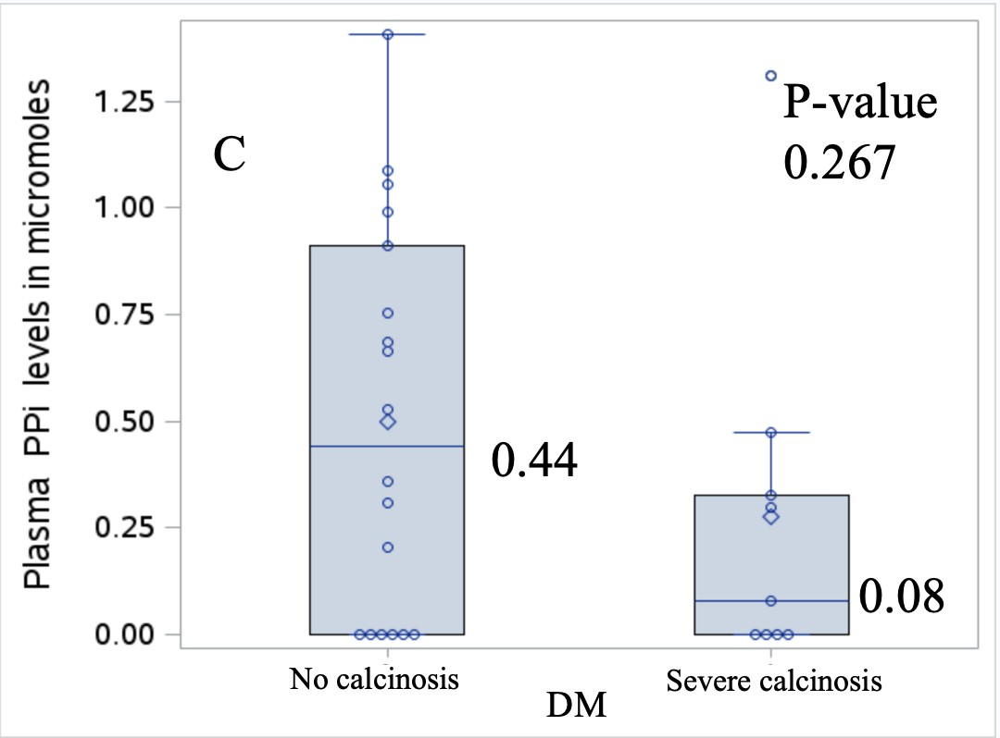 Plasma PPi levels in micromoles
1.25
1.00
0.75
0.50
0.25
0.00
C
P-value
0.267
0.44
0.08
No calcinosis
Severe calcinosis
DM